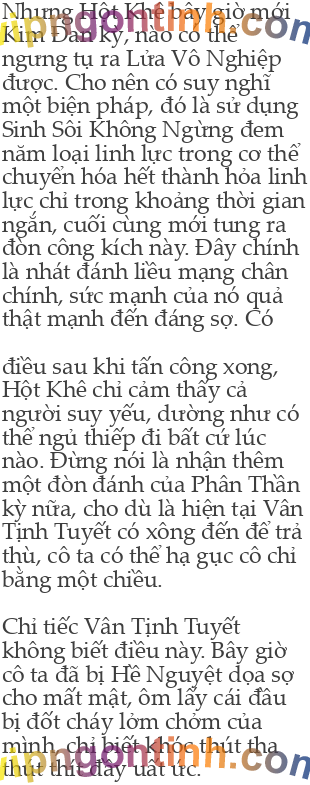 Nhưng Hột Khê bây giờ mới
Kim Đan kỳ, nào có thể
ngưng tụ ra Lửa Vô Nghiệp
được. Cho nên cô suy nghĩ
một biện pháp, đó là sử dụng
Sinh Sôi Không Ngừng đem
năm loại linh lực trong cơ thể
chuyển hóa hết thành hỏa linh
lực chỉ trong khoảng thời gian
ngắn, cuối cùng mới tung ra
đòn công kích này. Đây chính
là nhát đánh liều mạng chân
chính, sức mạnh của nó quả
thật mạnh đến đáng sợ. Có
điều sau khi tấn công xong,
Hột Khê chỉ cảm thấy cả
người suy yếu, dường như có
thể ngủ thiếp đi bất cứ lúc
nào. Đừng nói là nhận thêm
một đòn đánh của Phân Thần
kỳ nữa, cho dù là hiện tại Vân
Tịnh Tuyết có xông đến để trả
thù, cô ta có thể hạ gục cô chỉ
bằng một chiêu.
Chỉ tiếc Vân Tịnh Tuyết
không biết điều này. Bây giờ
cô ta đã bị Hề Nguyệt dọa sợ
cho mất mật, ôm lấy cái đầu
bị đốt cháy lởm chởm của
mình, chỉ biết khóc thút tha
thút thít đầy uất ức.
vipngontinh.com
vipngontinh.com